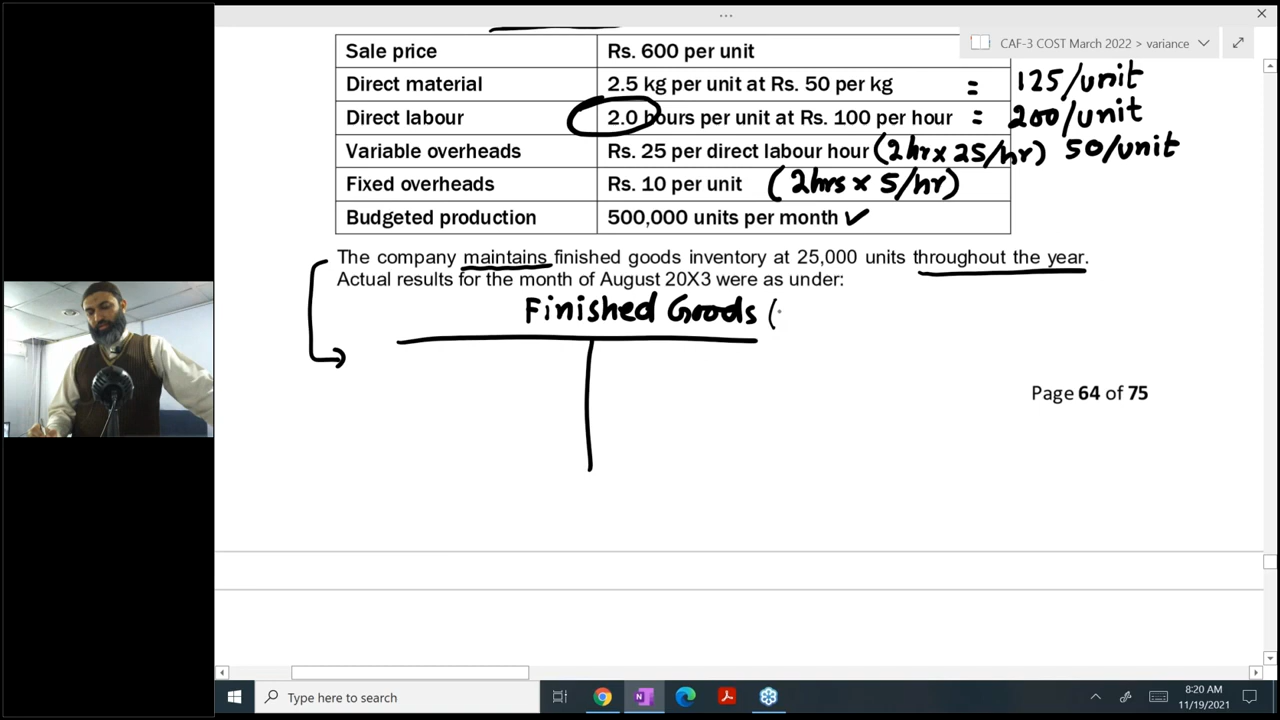 CAF-3 COST March 2022 > variance
Sale price Rs. 600 per unit
Direct material 2.5 kg per unit at Rs. 50 per kg = 125/unit
Direct labour 2.0 hours per unit at Rs. 100 per hour = 200/unit
Variable overheads Rs. 25 per direct labour hour (2hr x 25/hr) 50/unit
Fixed overheads Rs. 10 per unit (2hrs x 5/hr)
Budgeted production 500,000 units per month ✓
The company maintains finished goods inventory at 25,000 units throughout the year.
Actual results for the month of August 20X3 were as under:
Finished Goods (
Page 64 of 75
Type here to search
8:20 AM
11/19/2021